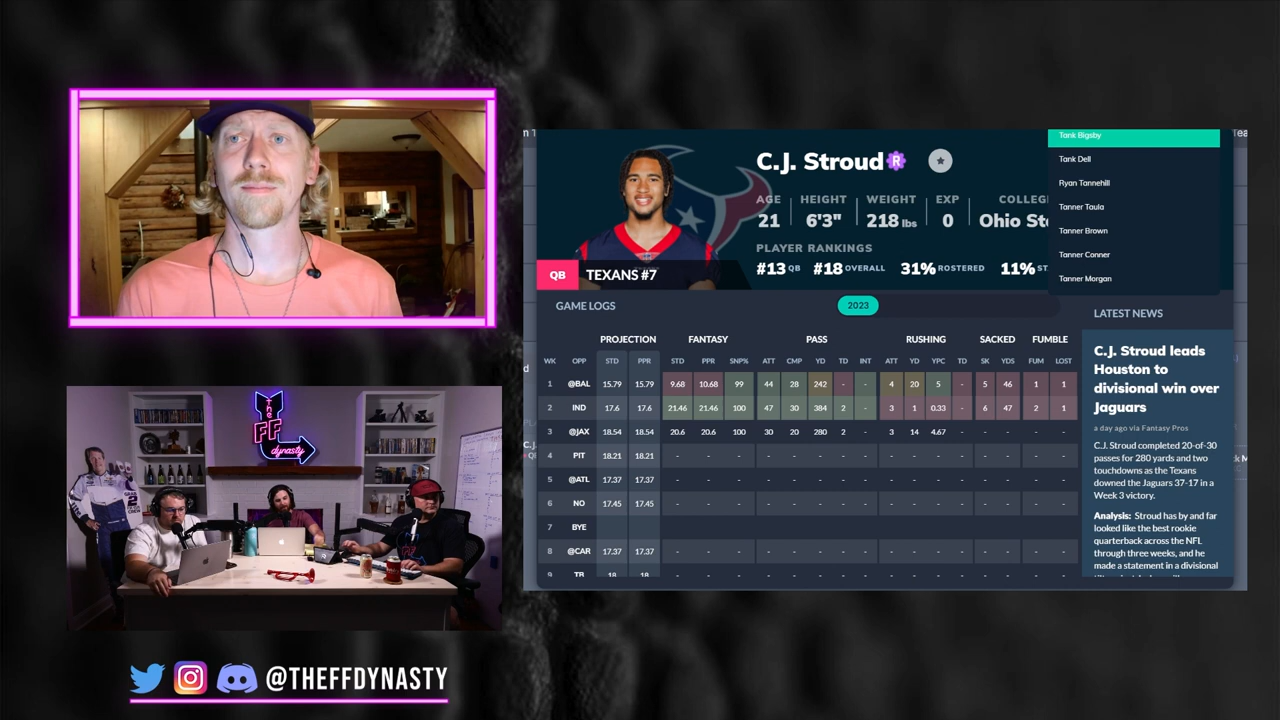 C.J. Stroud R
AGE HEIGHT WEIGHT EXP COLLEG
21 6'3" 218 lbs 0 Ohio St
PLAYER RANKINGS
#13 QB #18 OVERALL 31% ROSTERED 11% ST
QB TEXANS #7
Tank Bigsby
Tank Dell
Ryan Tannehill
Tanner Taula
Tanner Brown
Tanner Conner
Tanner Morgan
GAME LOGS 2023
PROJECTION FANTASY PASS RUSHING SACKED FUMBLE
WK OPP STD PPR STD PPR SNP% ATT CMP YD TD INT ATT YD YPC TD SK YDS FUM LOST
1 @BAL 15.79 15.79 9.68 10.68 99 44 28 242 - - 4 20 5 - 5 46 1 1
2 IND 17.6 17.6 21.46 21.46 100 47 30 384 2 - 3 1 0.33 - 6 47 2 1
3 @JAX 18.54 18.54 20.6 20.6 100 30 20 280 2 - 3 14 4.67 - - - - -
4 PIT 18.21 18.21 - - - - - - - - - - - - - - - -
5 @ATL 17.37 17.37 - - - - - - - - - - - - - - - -
6 NO 17.45 17.45 - - - - - - - - - - - - - - - -
7 BYE - - - - - - - - - - - - - - - -
8 @CAR 17.37 17.37 - - - - - - - - - - - - - - - -
9 TB 18 18 - - - - - - - - - - - - - - - -
LATEST NEWS
C.J. Stroud leads
Houston to
divisional win over
Jaguars
a day ago via Fantasy Pros
C.J. Stroud completed 20-of-30
passes for 280 yards and two
touchdowns as the Texans
downed the Jaguars 37-17 in a
Week 3 victory.
Analysis: Stroud has by and far
looked like the best rookie
quarterback across the NFL
through three weeks, and he
made a statement in a divisional
The
FF
dynasty
@THEFFDYNASTY